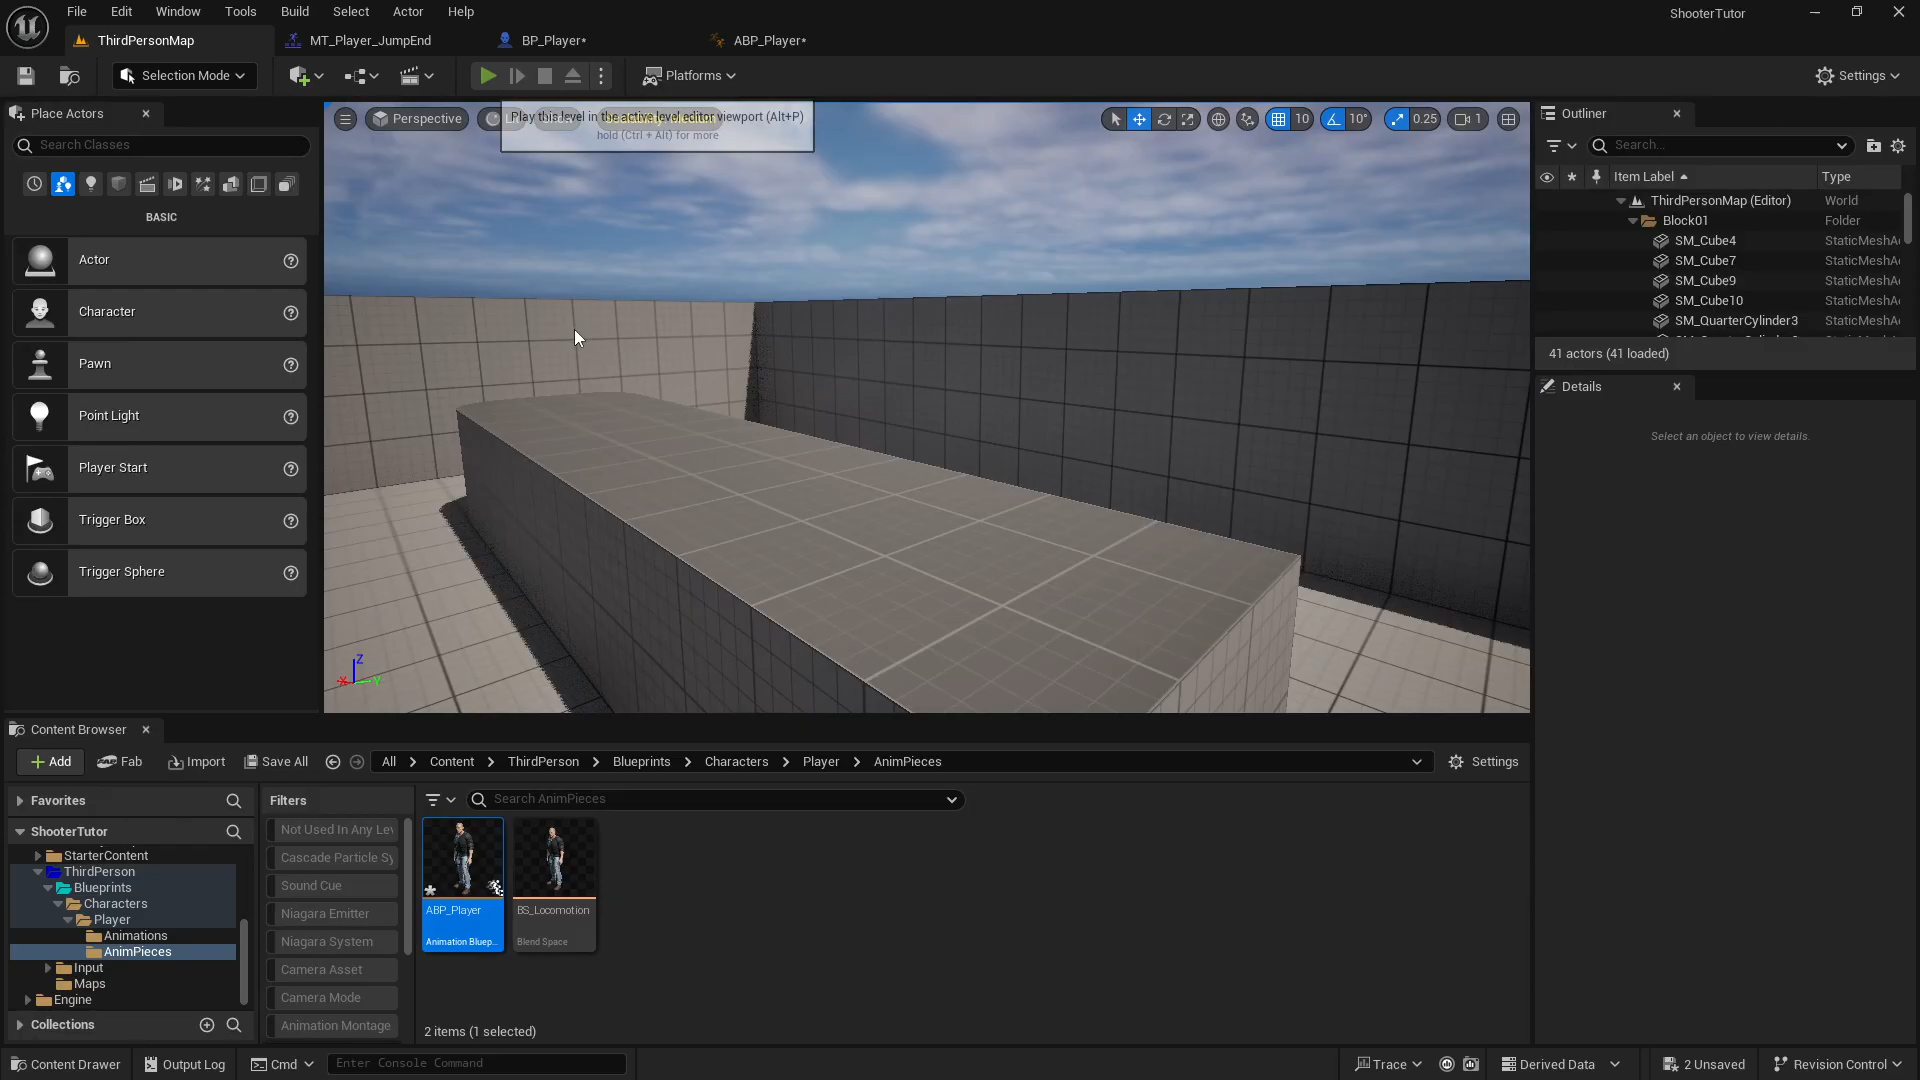 File Edit Window Tools Build Select Actor Help
ShooterTutor
ThirdPersonMap
MT_Player_JumpEnd
BP_Player*
ABP_Player*
Selection Mode
Platforms
Settings
Place Actors
Search Classes
BASIC
Actor
Character
Pawn
Point Light
Player Start
Trigger Box
Trigger Sphere
Perspective
Play this level in the active level editor viewport (Alt+P)
hold (Ctrl + Alt) for more
10
10°
0.25
1
Z
X
Y
Outliner
Search...
Item Label
Type
ThirdPersonMap (Editor) World
Block01 Folder
SM_Cube4 StaticMeshA
SM_Cube7 StaticMeshA
SM_Cube9 StaticMeshA
SM_Cube10 StaticMeshA
SM_QuarterCylinder3 StaticMeshA
41 actors (41 loaded)
Details
Select an object to view details.
Content Browser
Add
Fab
Import
Save All
All > Content > ThirdPerson > Blueprints > Characters > Player > AnimPieces
Settings
Favorites
ShooterTutor
StarterContent
ThirdPerson
Blueprints
Characters
Player
Animations
AnimPieces
Input
Maps
Engine
Collections
Filters
Not Used In Any Lev
Cascade Particle Sy
Sound Cue
Niagara Emitter
Niagara System
Camera Asset
Camera Mode
Animation Montage
Search AnimPieces
ABP_Player
Animation Bluep...
BS_Locomotion
Blend Space
2 items (1 selected)
Content Drawer
Output Log
Cmd
Enter Console Command
Trace
Derived Data
2 Unsaved
Revision Control